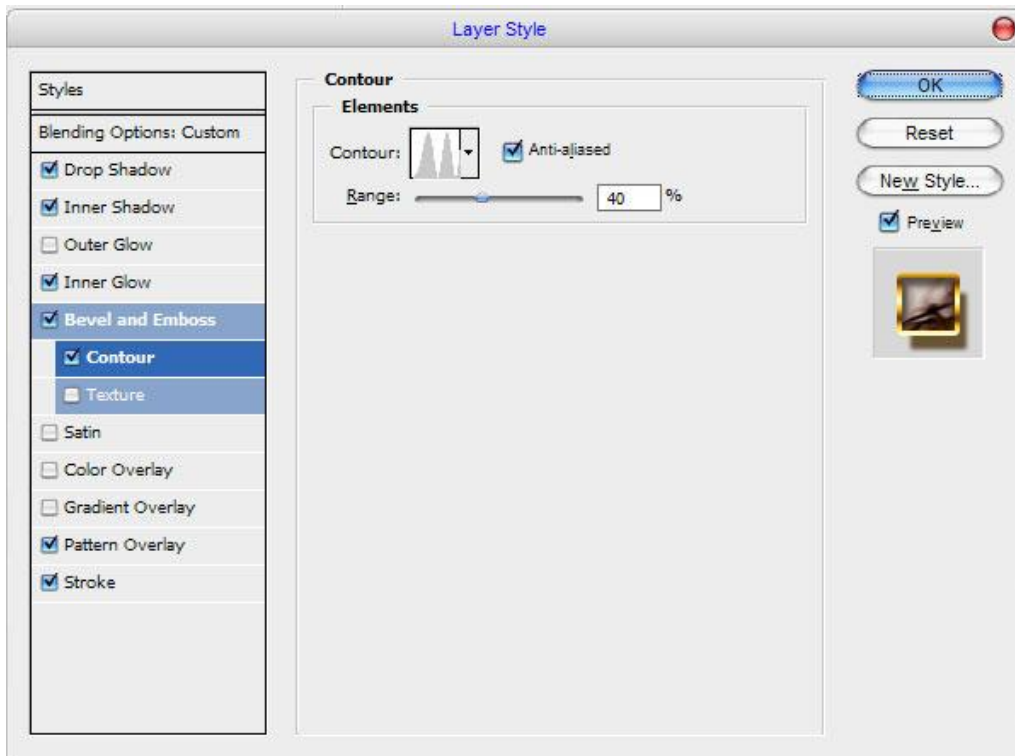 Layer Style
Styles
Blending Options: Custom
Drop Shadow
Inner Shadow
Outer Glow
Inner Glow
Bevel and Emboss
Contour
Texture
Satin
Color Overlay
Gradient Overlay
Pattern Overlay
Stroke
Contour
Elements
Contour:
Anti-aliased
Range: 40 %
OK
Reset
New Style...
Preview